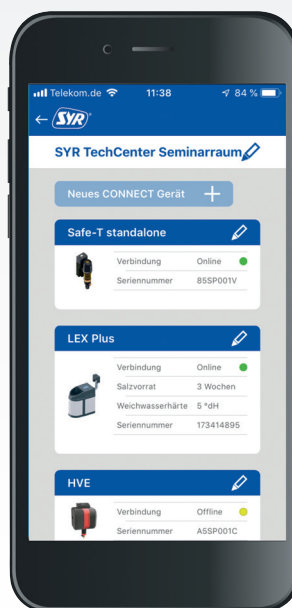 Telekom.de 11:38 84 %
← SYR
SYR TechCenter Seminarraum
Neues CONNECT Gerät +
Safe-T standalone
Verbindung Online
Seriennummer 85SP001V
LEX Plus
Verbindung Online
Salzvorrat 3 Wochen
Weichwasserhärte 5 °dH
Seriennummer 173414895
HVE
Verbindung Offline
Seriennummer A5SP001C